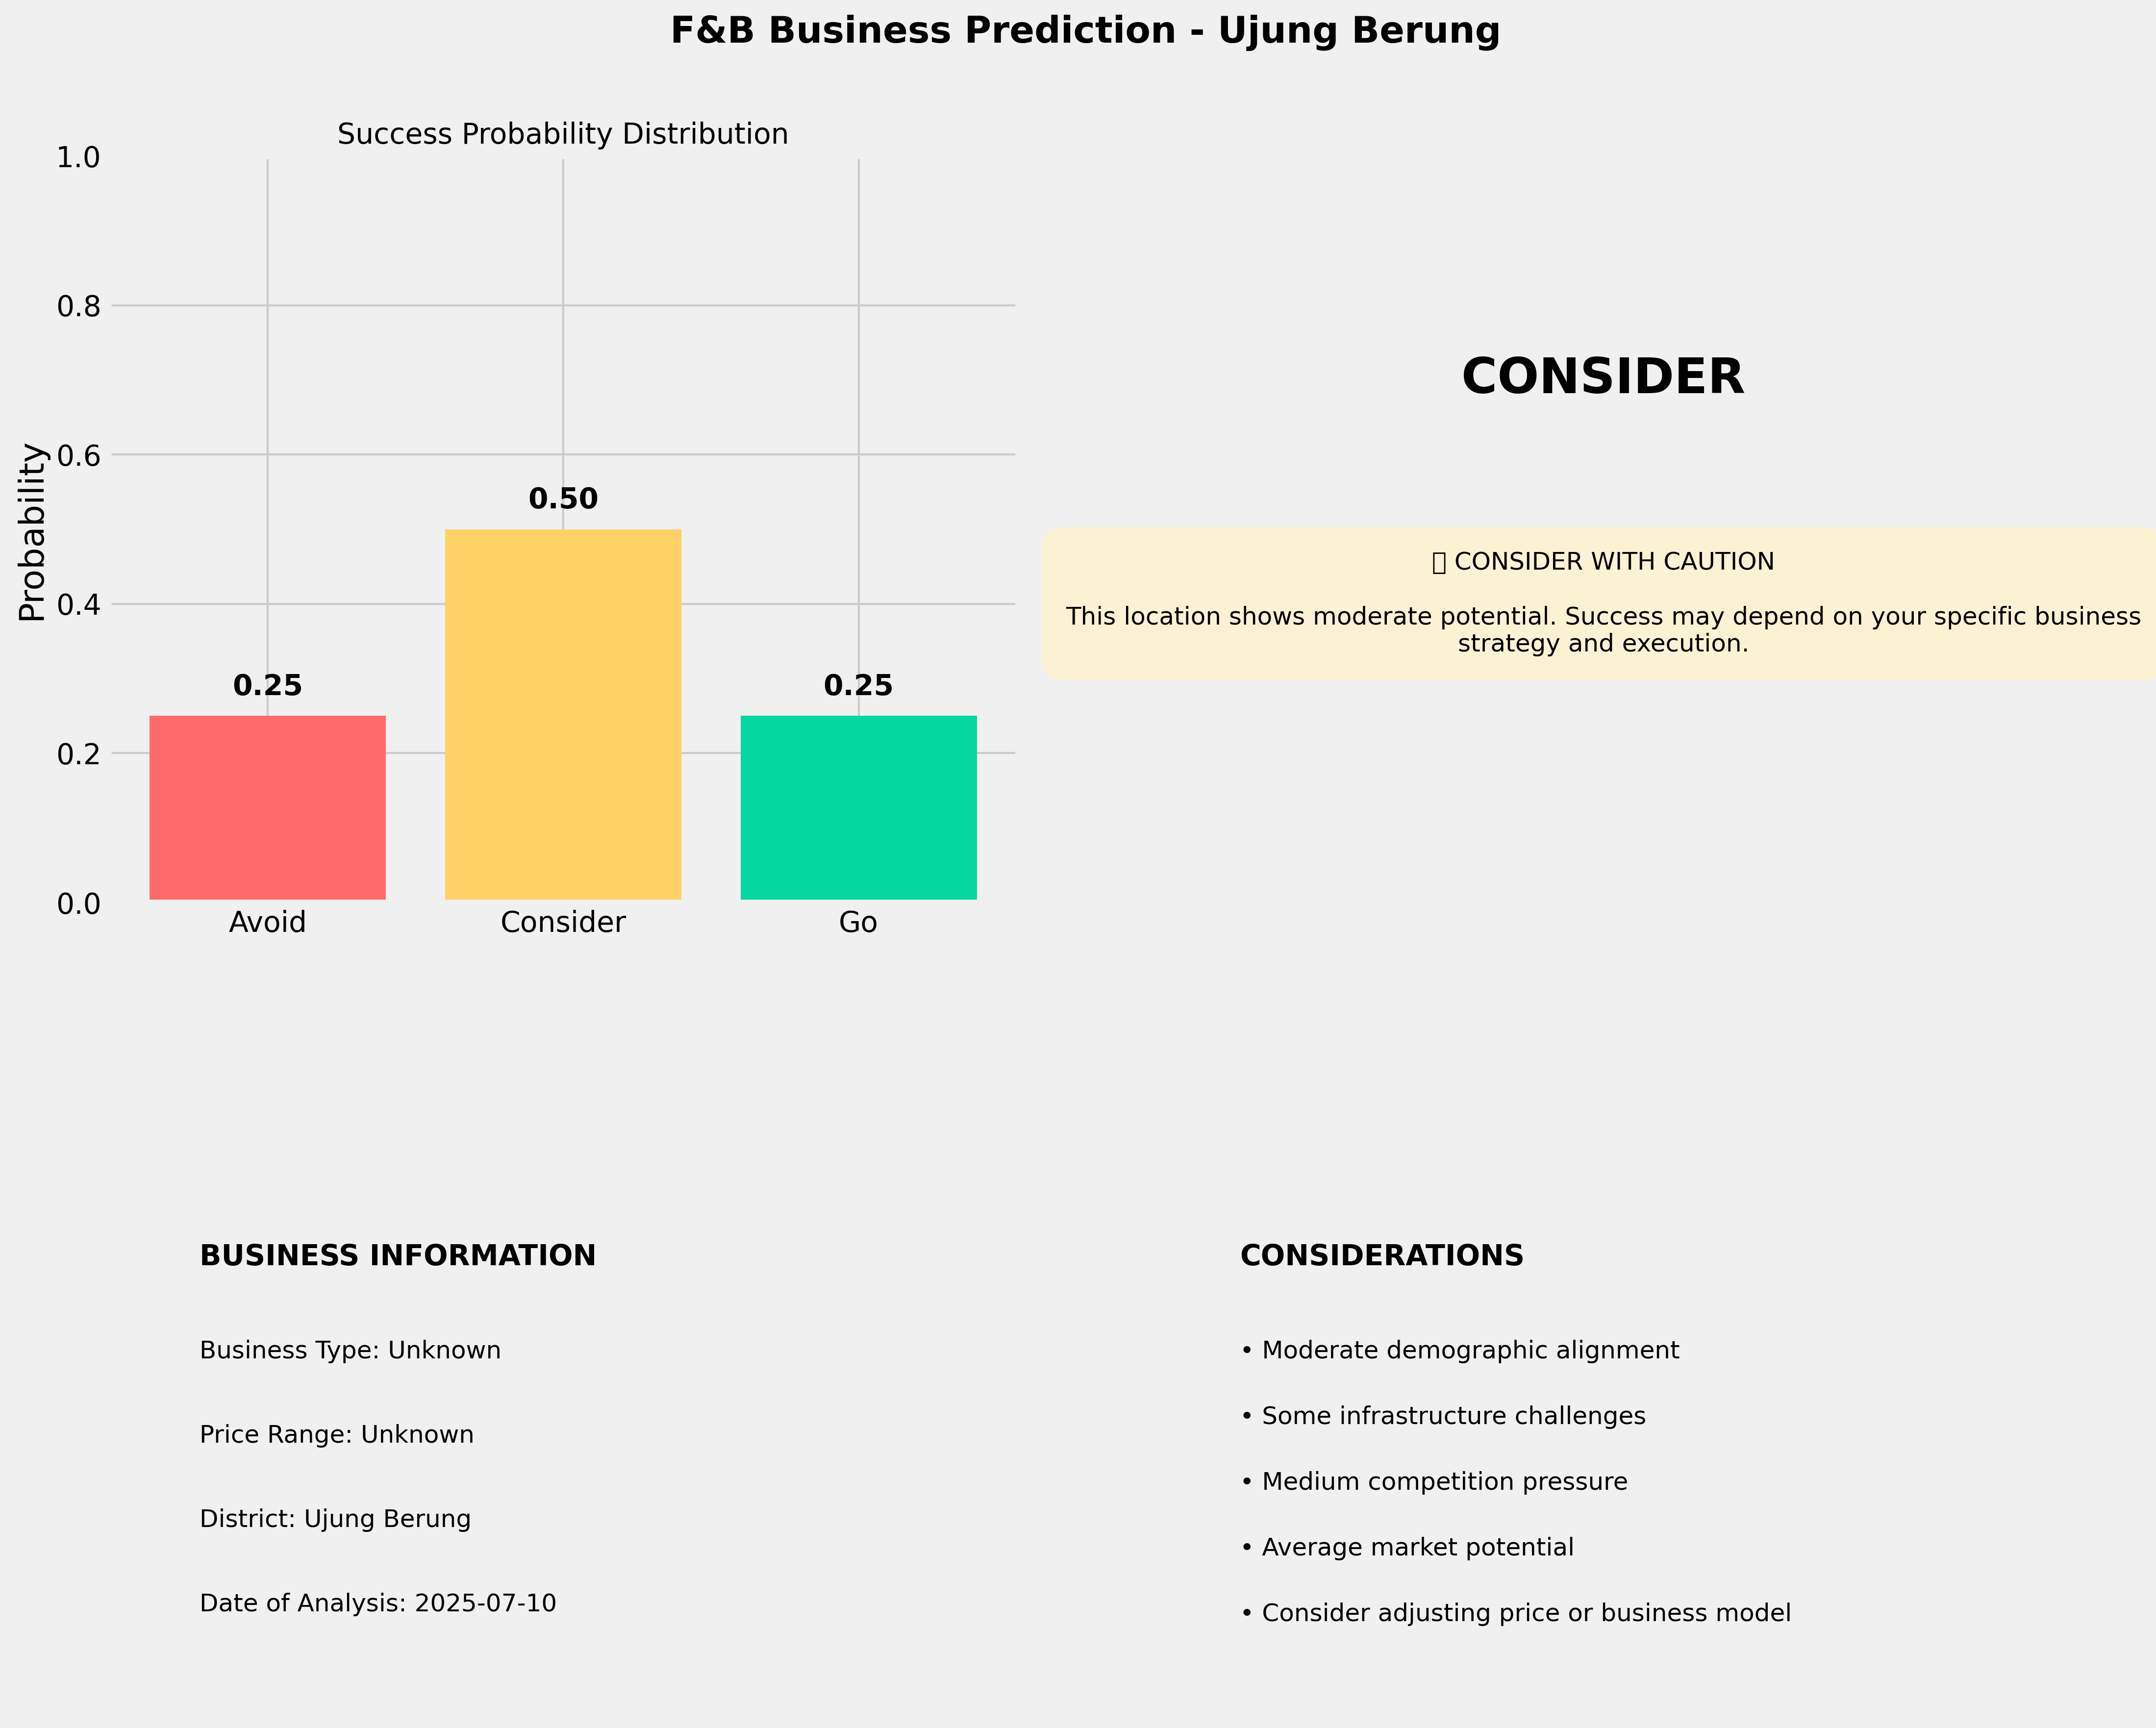 F&B Business Prediction - Ujung Berung
Success Probability Distribution
1.0
0.8
0.6
0.4
0.2
0.0
Probability
0.25
0.50
0.25
Avoid
Consider
Go
CONSIDER
CONSIDER WITH CAUTION
This location shows moderate potential. Success may depend on your specific business
strategy and execution.
BUSINESS INFORMATION
Business Type: Unknown
Price Range: Unknown
District: Ujung Berung
Date of Analysis: 2025-07-10
CONSIDERATIONS
• Moderate demographic alignment
• Some infrastructure challenges
• Medium competition pressure
• Average market potential
• Consider adjusting price or business model